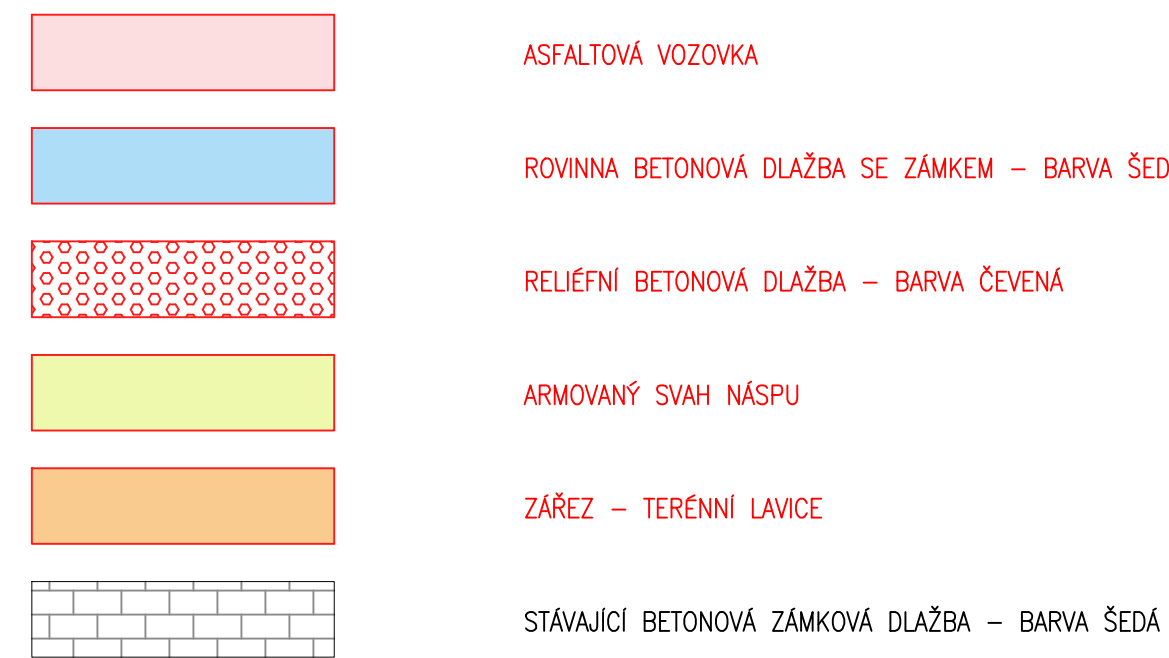 ASFALTOVÁ VOZOVKA
ROVINNA BETONOVÁ DLAŽBA SE ZÁMKEM – BARVA ŠED
RELIÉFNÍ BETONOVÁ DLAŽBA – BARVA ČEVENÁ
ARMOVANÝ SVAH NÁSPU
ZÁŘEZ – TERÉNNÍ LAVICE
STÁVAJÍCÍ BETONOVÁ ZÁMKOVÁ DLAŽBA – BARVA ŠEDÁ